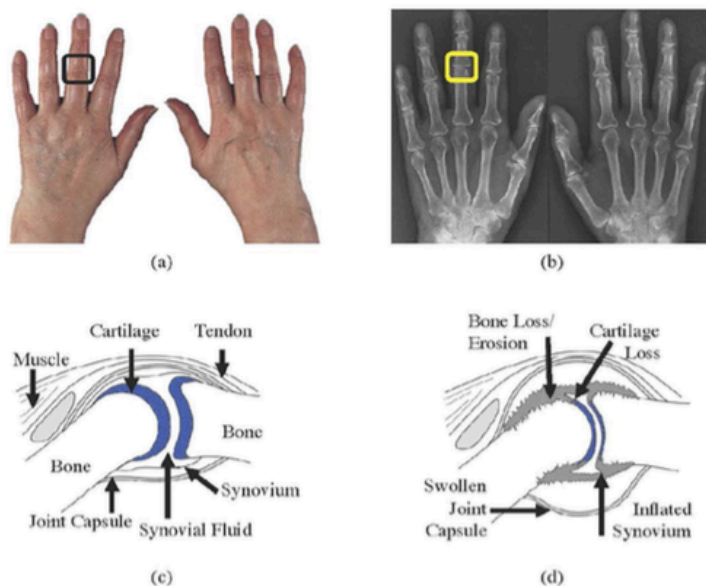 (a)
(b)
Cartilage
Tendon
Muscle
Bone
Bone
Synovium
Joint Capsule
Synovial Fluid
(c)
Bone Loss/
Erosion
Cartilage
Loss
Swollen
Joint
Capsule
Inflated
Synovium
(d)